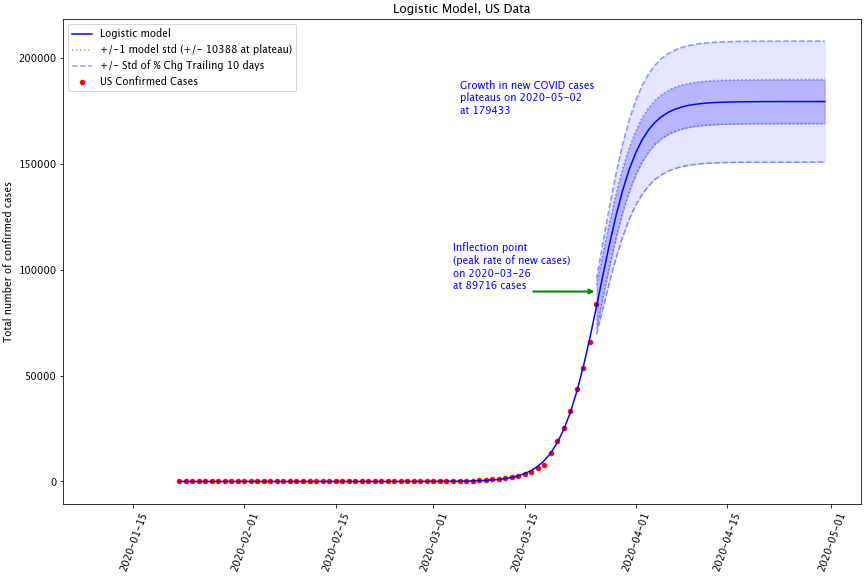 Logistic Model, US Data
Logistic model
+/-1 model std (+/- 10388 at plateau)
+/- Std of % Chg Trailing 10 days
US Confirmed Cases
Growth in new COVID cases
plateaus on 2020-05-02
at 179433
Inflection point
(peak rate of new cases)
on 2020-03-26
at 89716 cases
Total number of confirmed cases
200000
150000
100000
50000
0
2020-01-15
2020-02-01
2020-02-15
2020-03-01
2020-03-15
2020-04-01
2020-04-15
2020-05-01